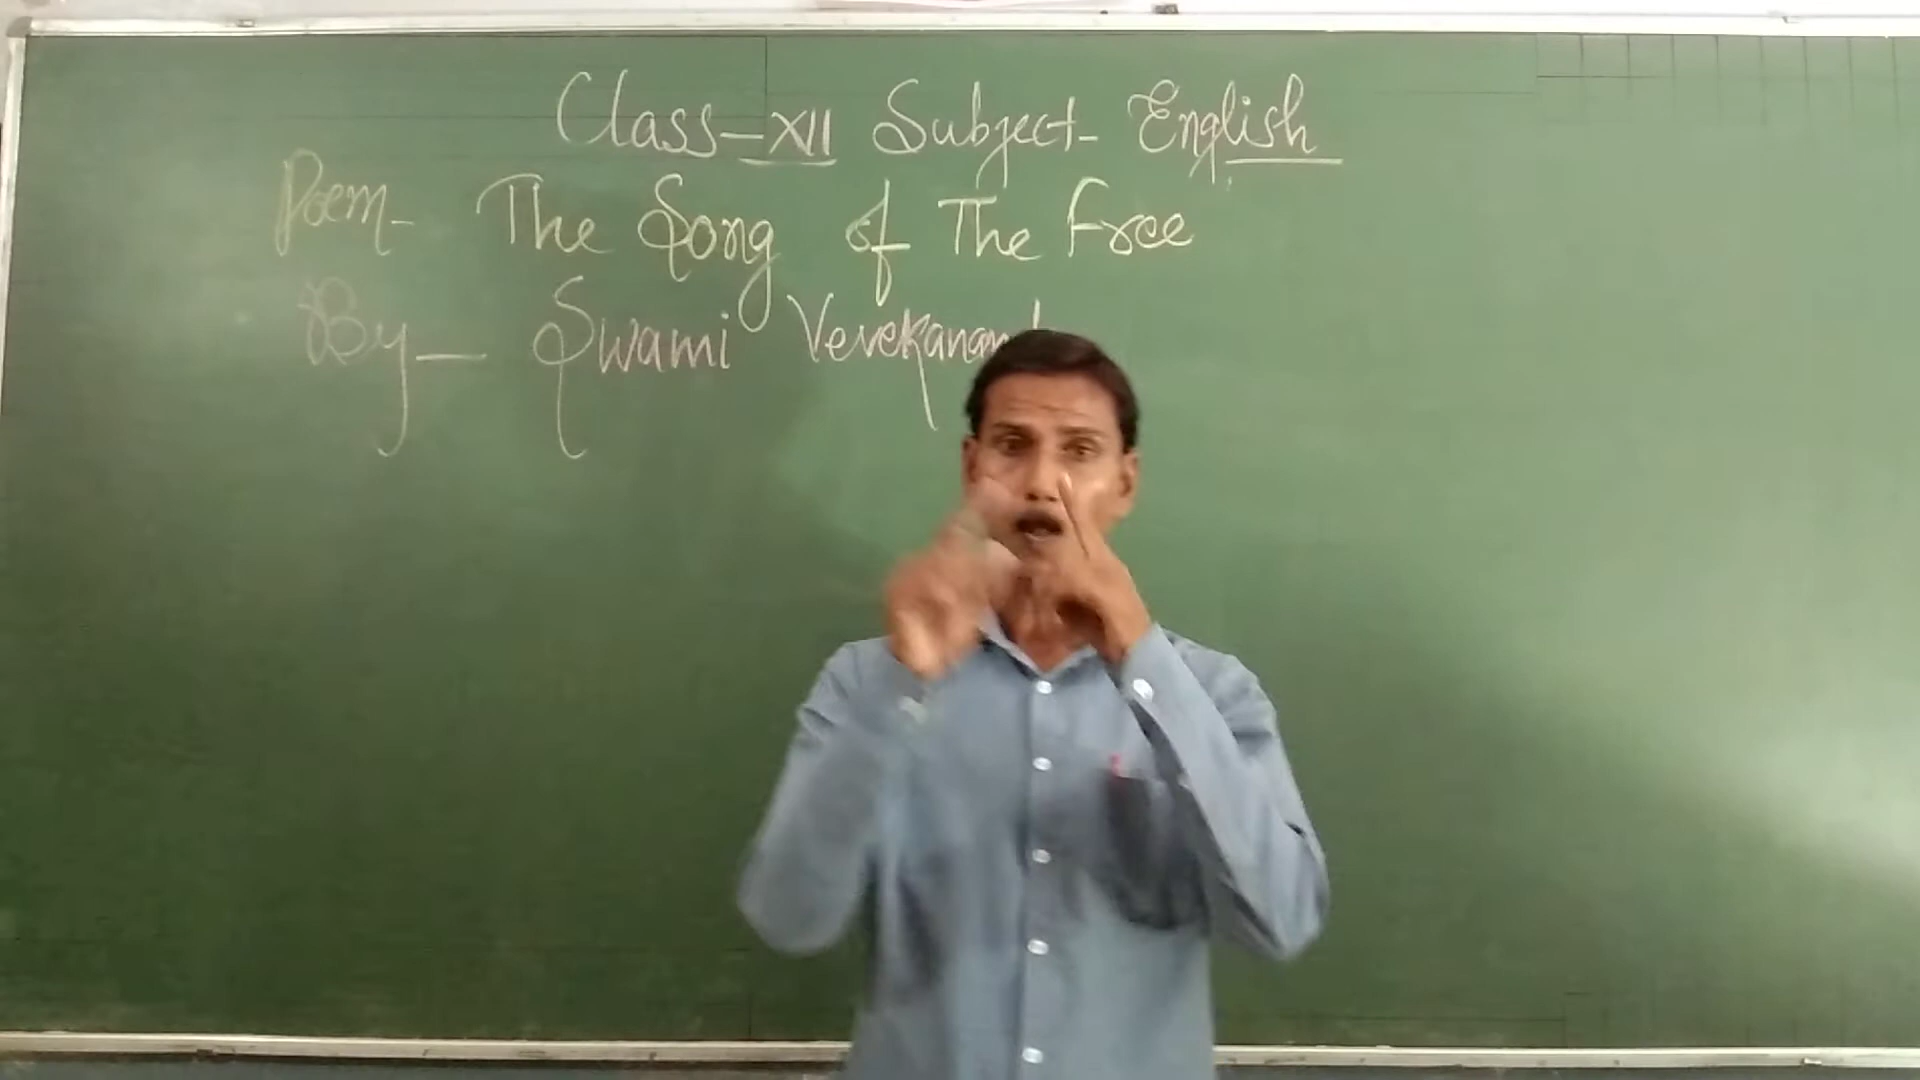 Class-XII Subject- English
Poem- The Song of The Free
By- Swami